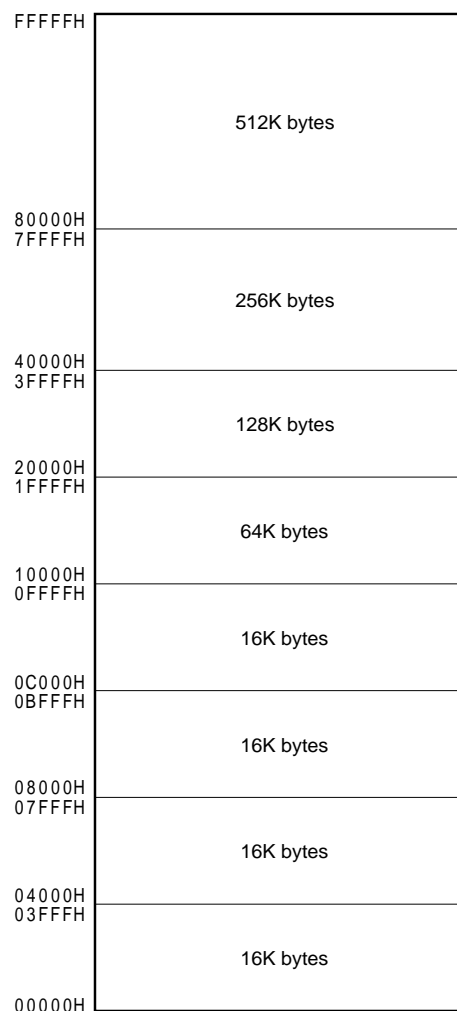 FFFFFH
512K bytes
80000H
7FFFFH
256K bytes
40000H
3FFFFH
128K bytes
20000H
1FFFFH
64K bytes
10000H
0FFFFH
16K bytes
0C000H
0BFFFH
16K bytes
08000H
07FFFH
16K bytes
04000H
03FFFH
16K bytes
00000H